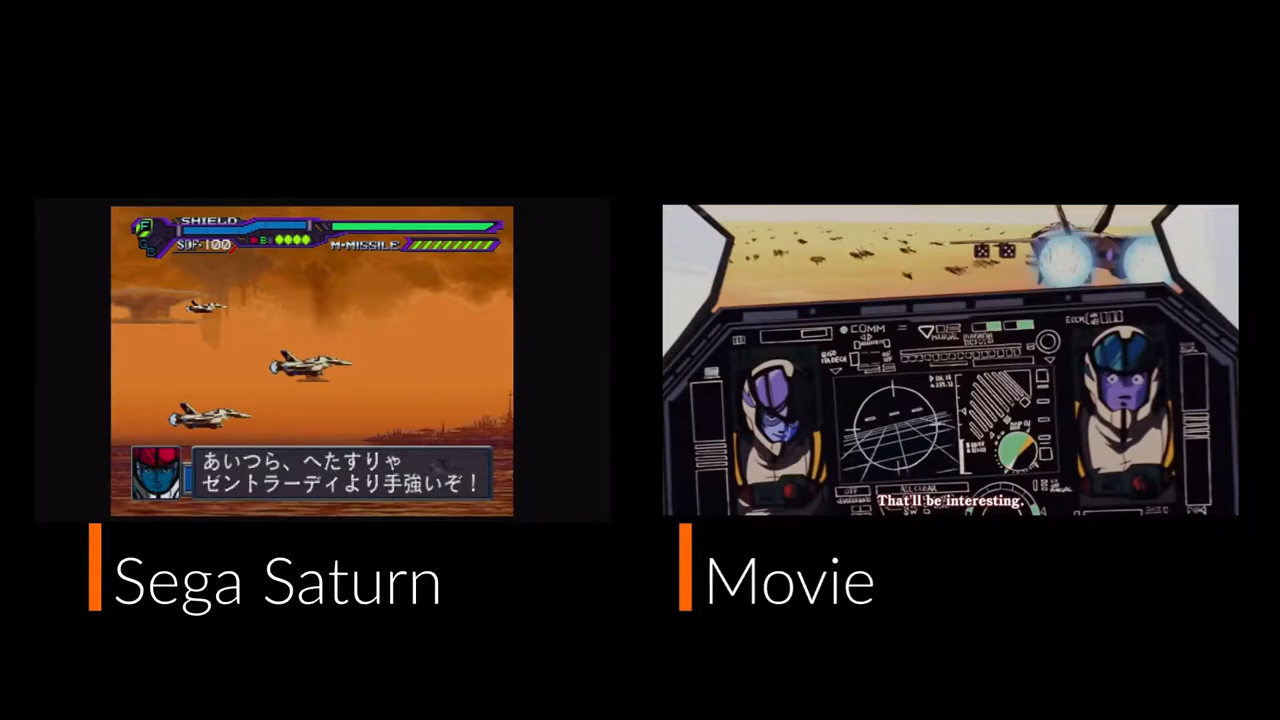 SHIELD
SDF-100
B
M-MISSILE
F
あいつら、へたすりゃ
ゼントラーディより手強いぞ！
COMM
MANUAL
ECCM
OFF
ALL CLEAR
That'll be interesting.
Sega Saturn
Movie